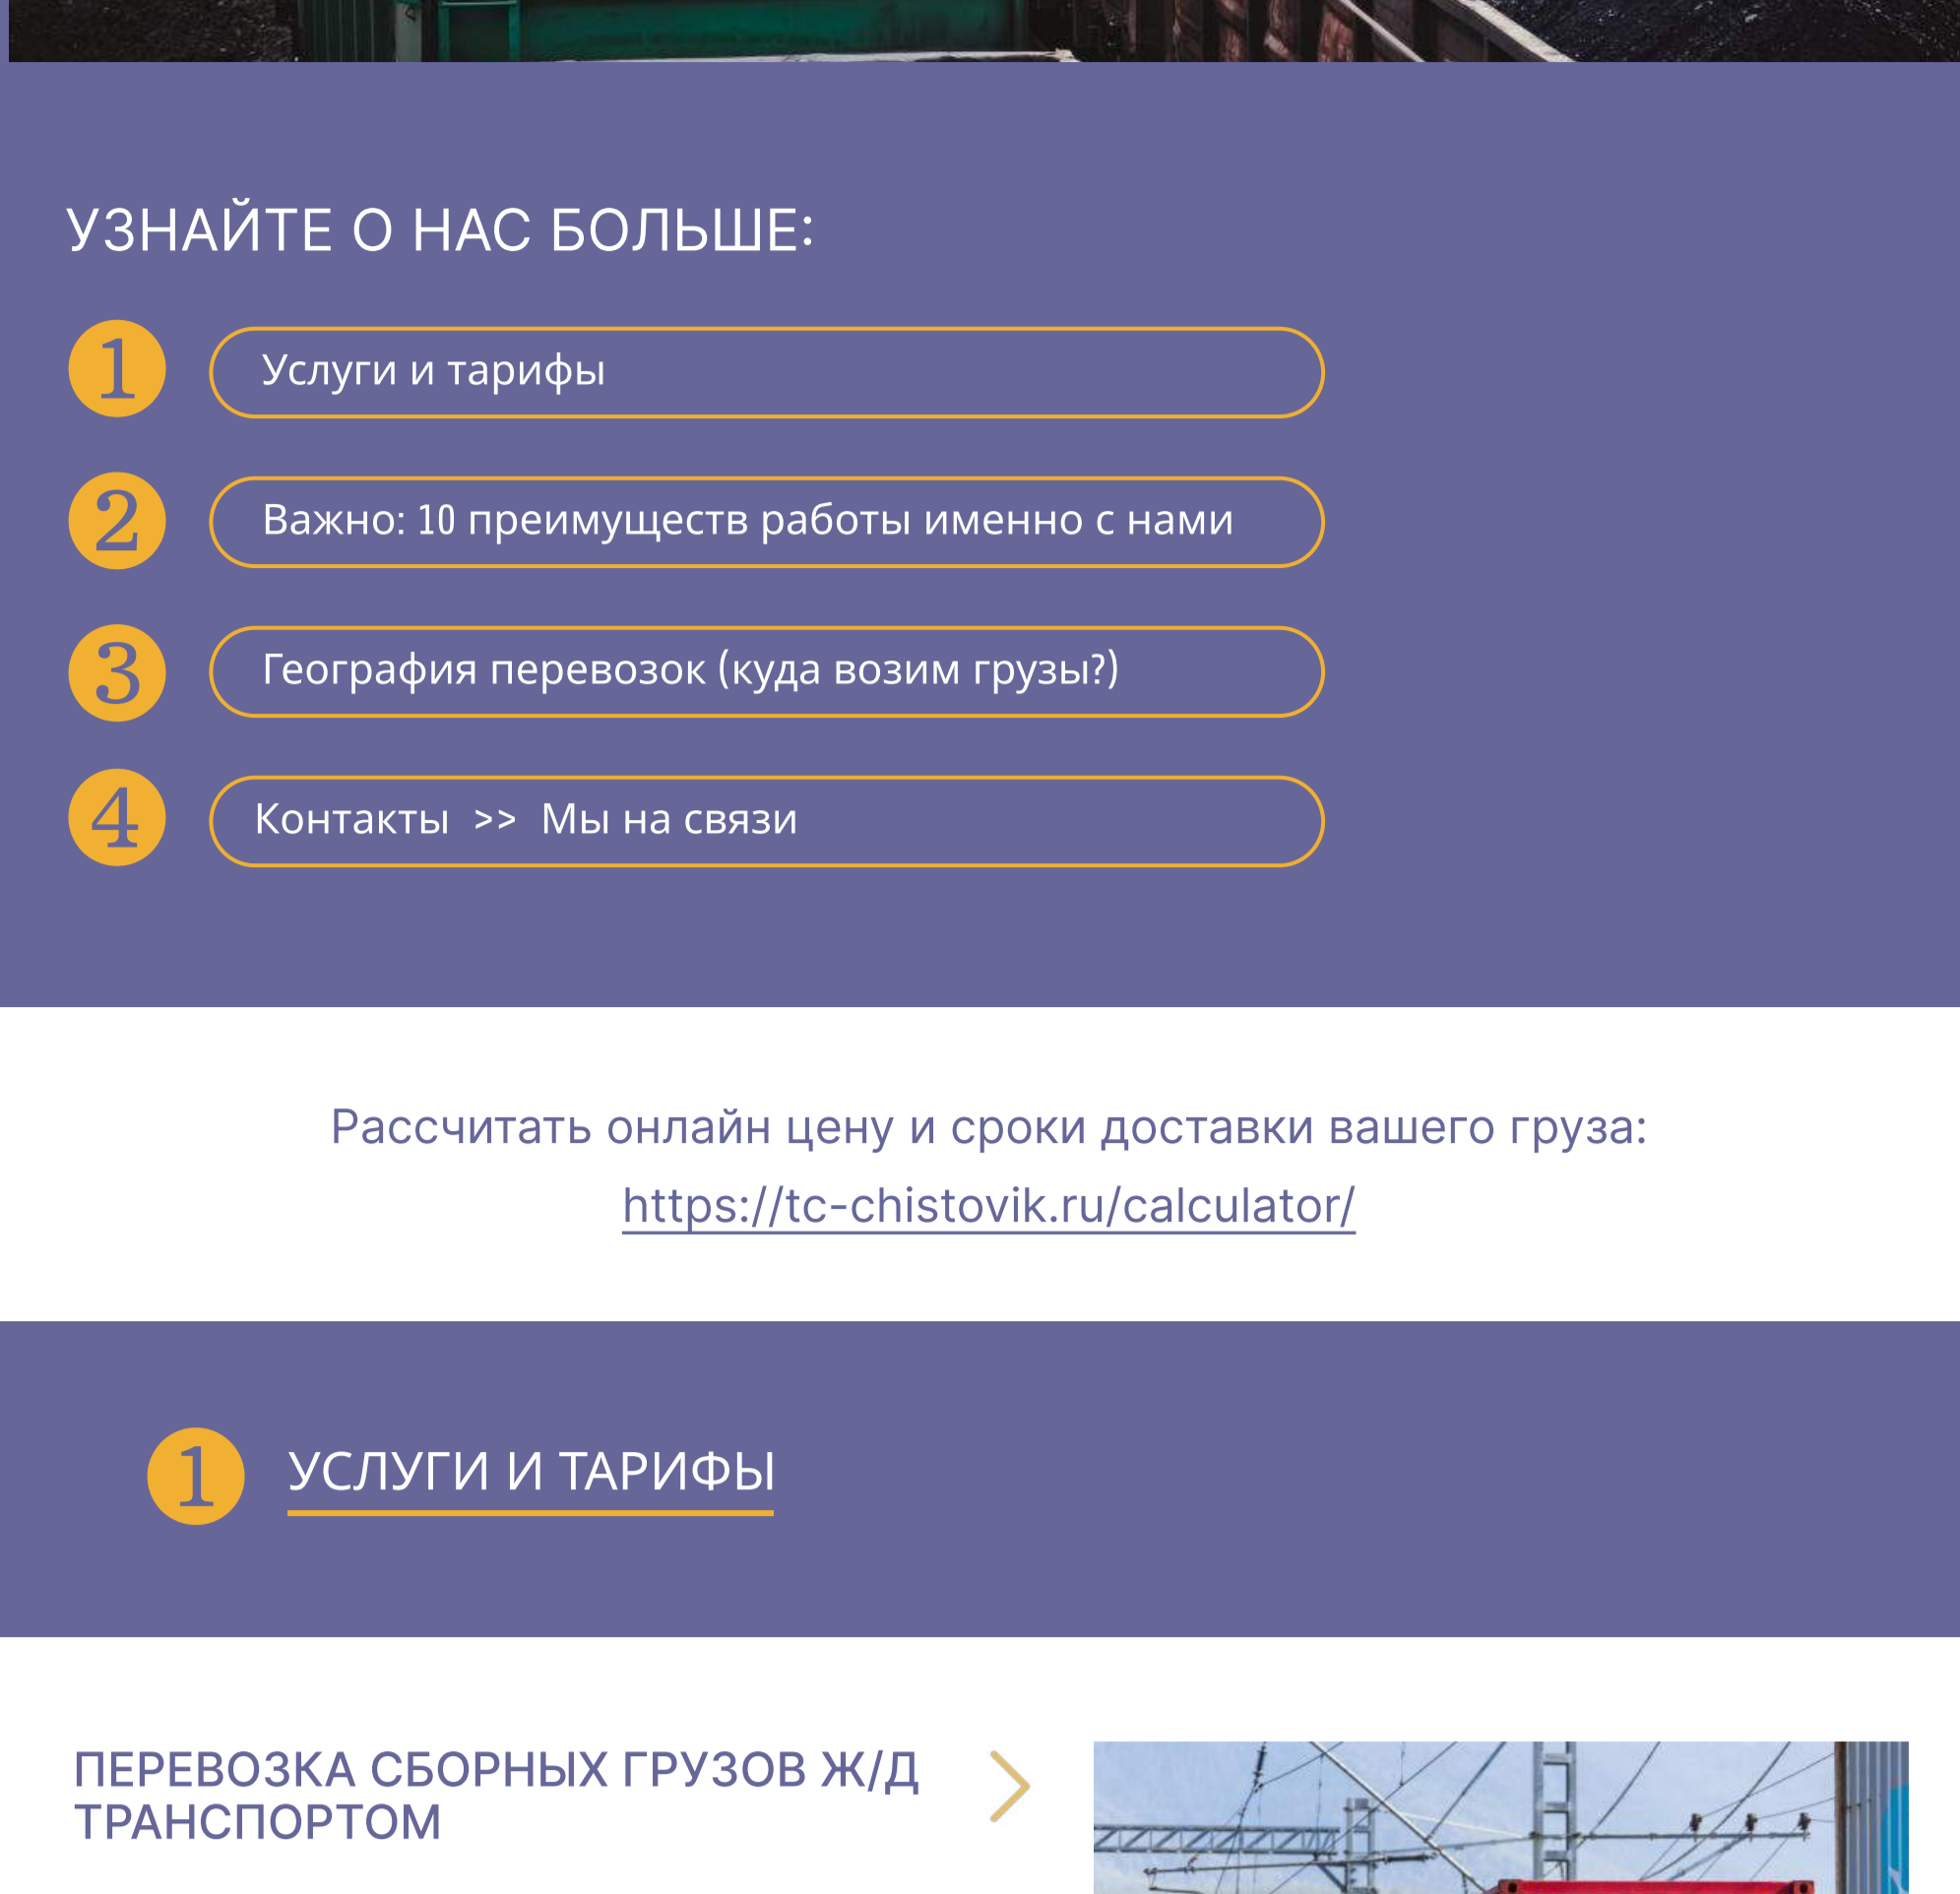 УЗНАЙТЕ О НАС БОЛЬШЕ:
1 Услуги и тарифы
2 Важно: 10 преимуществ работы именно с нами
3 География перевозок (куда возим грузы?)
4 Контакты >> Мы на связи
Рассчитать онлайн цену и сроки доставки вашего груза:
https://tc-chistovik.ru/calculator/
1 УСЛУГИ И ТАРИФЫ
ПЕРЕВОЗКА СБОРНЫХ ГРУЗОВ Ж/Д
ТРАНСПОРТОМ